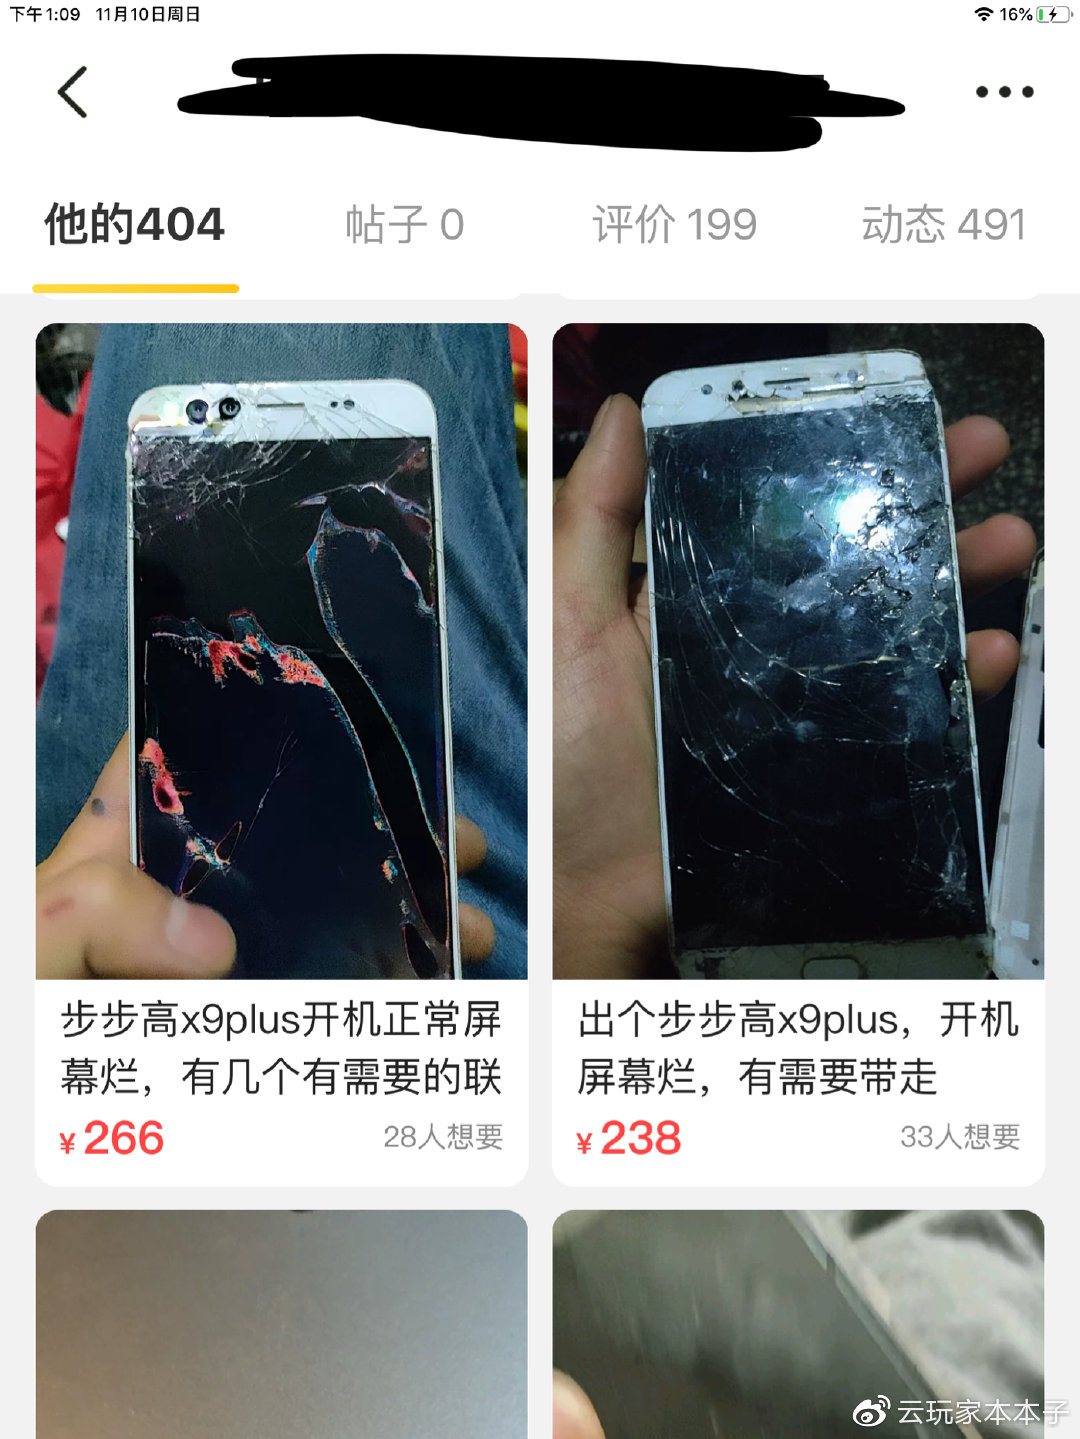 下午1:09 11月10日周日
16%
他的404 帖子 0 评价 199 动态 491
步步高x9plus开机正常屏
幕烂，有几个有需要的联
¥266 28人想要
出个步步高x9plus，开机
屏幕烂，有需要带走
¥238 33人想要
云玩家本本子